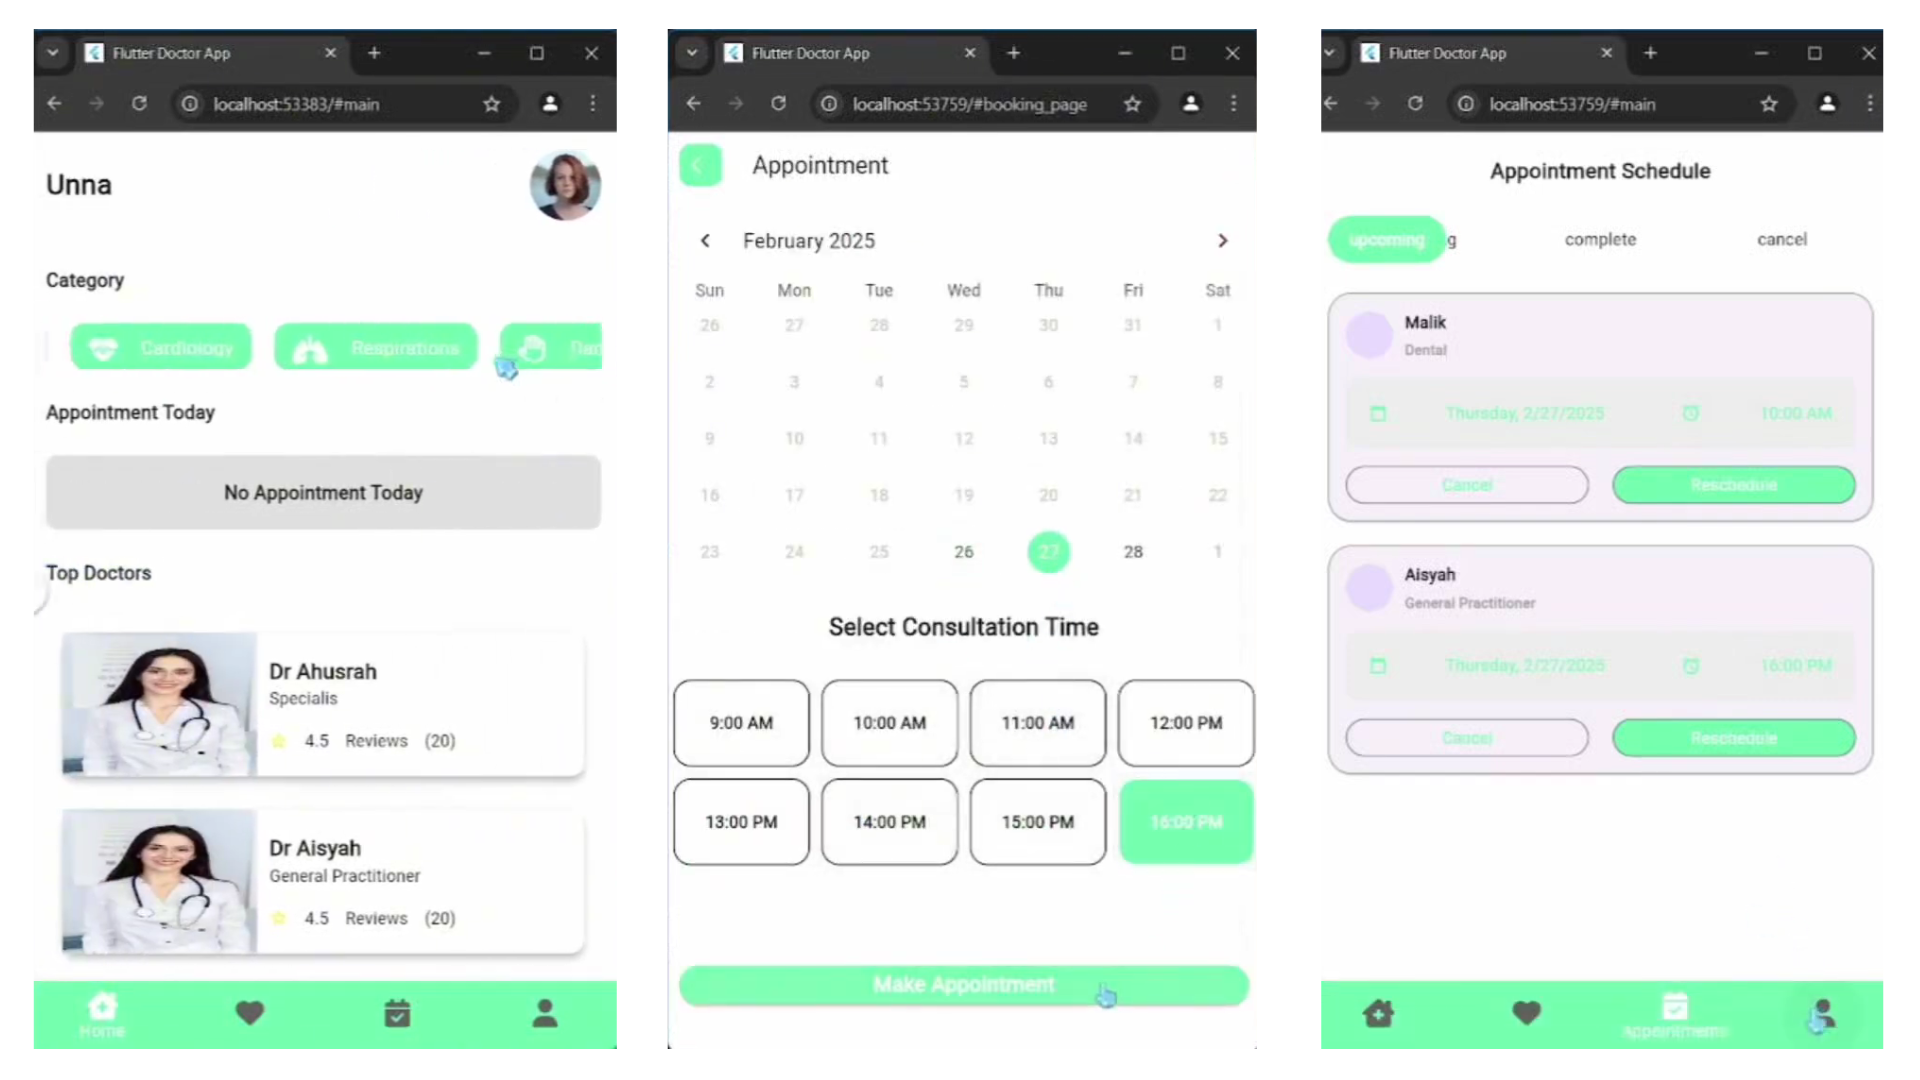 Flutter Doctor App
localhost:53383/#main
Unna
Category
Cardiology Respirations
Appointment Today
No Appointment Today
Top Doctors
Dr Ahusrah
Specialis
4.5 Reviews (20)
Dr Aisyah
General Practitioner
4.5 Reviews (20)
Home
Flutter Doctor App
localhost:53759/#booking_page
Appointment
February 2025
Sun Mon Tue Wed Thu Fri Sat
26 27 28 29 30 31 1
2 3 4 5 6 7 8
9 10 11 12 13 14 15
16 17 18 19 20 21 22
23 24 25 26 27 28 1
Select Consultation Time
9:00 AM 10:00 AM 11:00 AM 12:00 PM
13:00 PM 14:00 PM 15:00 PM 16:00 PM
Make Appointment
Flutter Doctor App
localhost:53759/#main
Appointment Schedule
upcoming g complete cancel
Malik
Dental
Thursday, 2/27/2025 10:00 AM
Cancel Reschedule
Aisyah
General Practitioner
Thursday, 2/27/2025 16:00 PM
Cancel Reschedule
Appointments